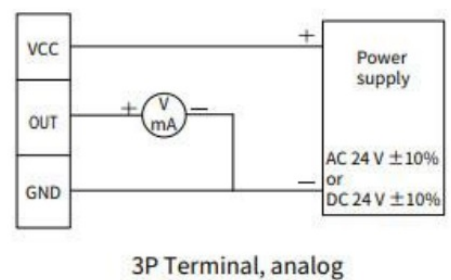 VCC
+
Power
supply
OUT
+
V
mA
—
GND
—
AC 24 V ±10%
or
DC 24 V ±10%
3P Terminal, analog